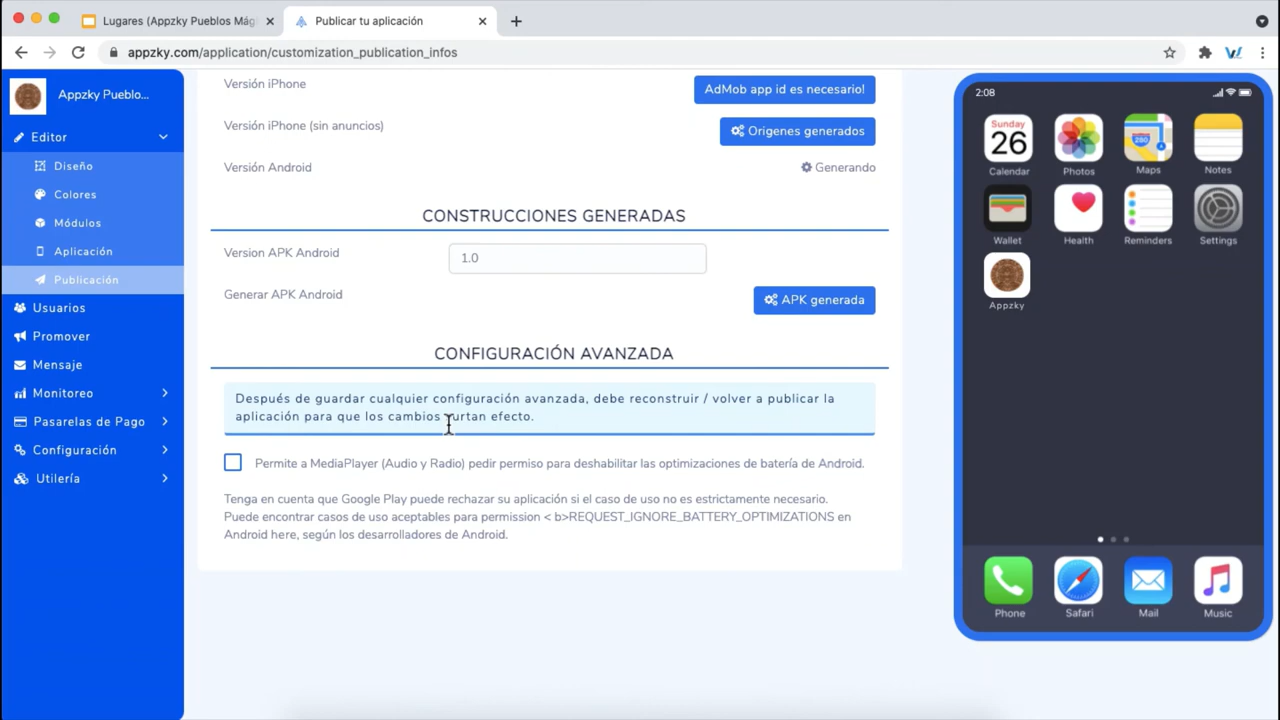 Lugares (Appzky Pueblos Mág
Publicar tu aplicación
appzky.com/application/customization_publication_infos
Appzky Pueblo...
Editor
Diseño
Colores
Módulos
Aplicación
Publicación
Usuarios
Promover
Mensaje
Monitoreo
Pasarelas de Pago
Configuración
Utilería
Versión iPhone
AdMob app id es necesario!
Versión iPhone (sin anuncios)
Origenes generados
Versión Android
Generando
CONSTRUCCIONES GENERADAS
Version APK Android
1.0
Generar APK Android
APK generada
CONFIGURACIÓN AVANZADA
Después de guardar cualquier configuración avanzada, debe reconstruir / volver a publicar la
aplicación para que los cambios surtan efecto.
Permite a MediaPlayer (Audio y Radio) pedir permiso para deshabilitar las optimizaciones de batería de Android.
Tenga en cuenta que Google Play puede rechazar su aplicación si el caso de uso no es estrictamente necesario.
Puede encontrar casos de uso aceptables para permission < b>REQUEST_IGNORE_BATTERY_OPTIMIZATIONS en
Android here, según los desarrolladores de Android.
2:08
Sunday
26
280
Calendar
Photos
Maps
Notes
Wallet
Health
Reminders
Settings
Appzky
Phone
Safari
Mail
Music